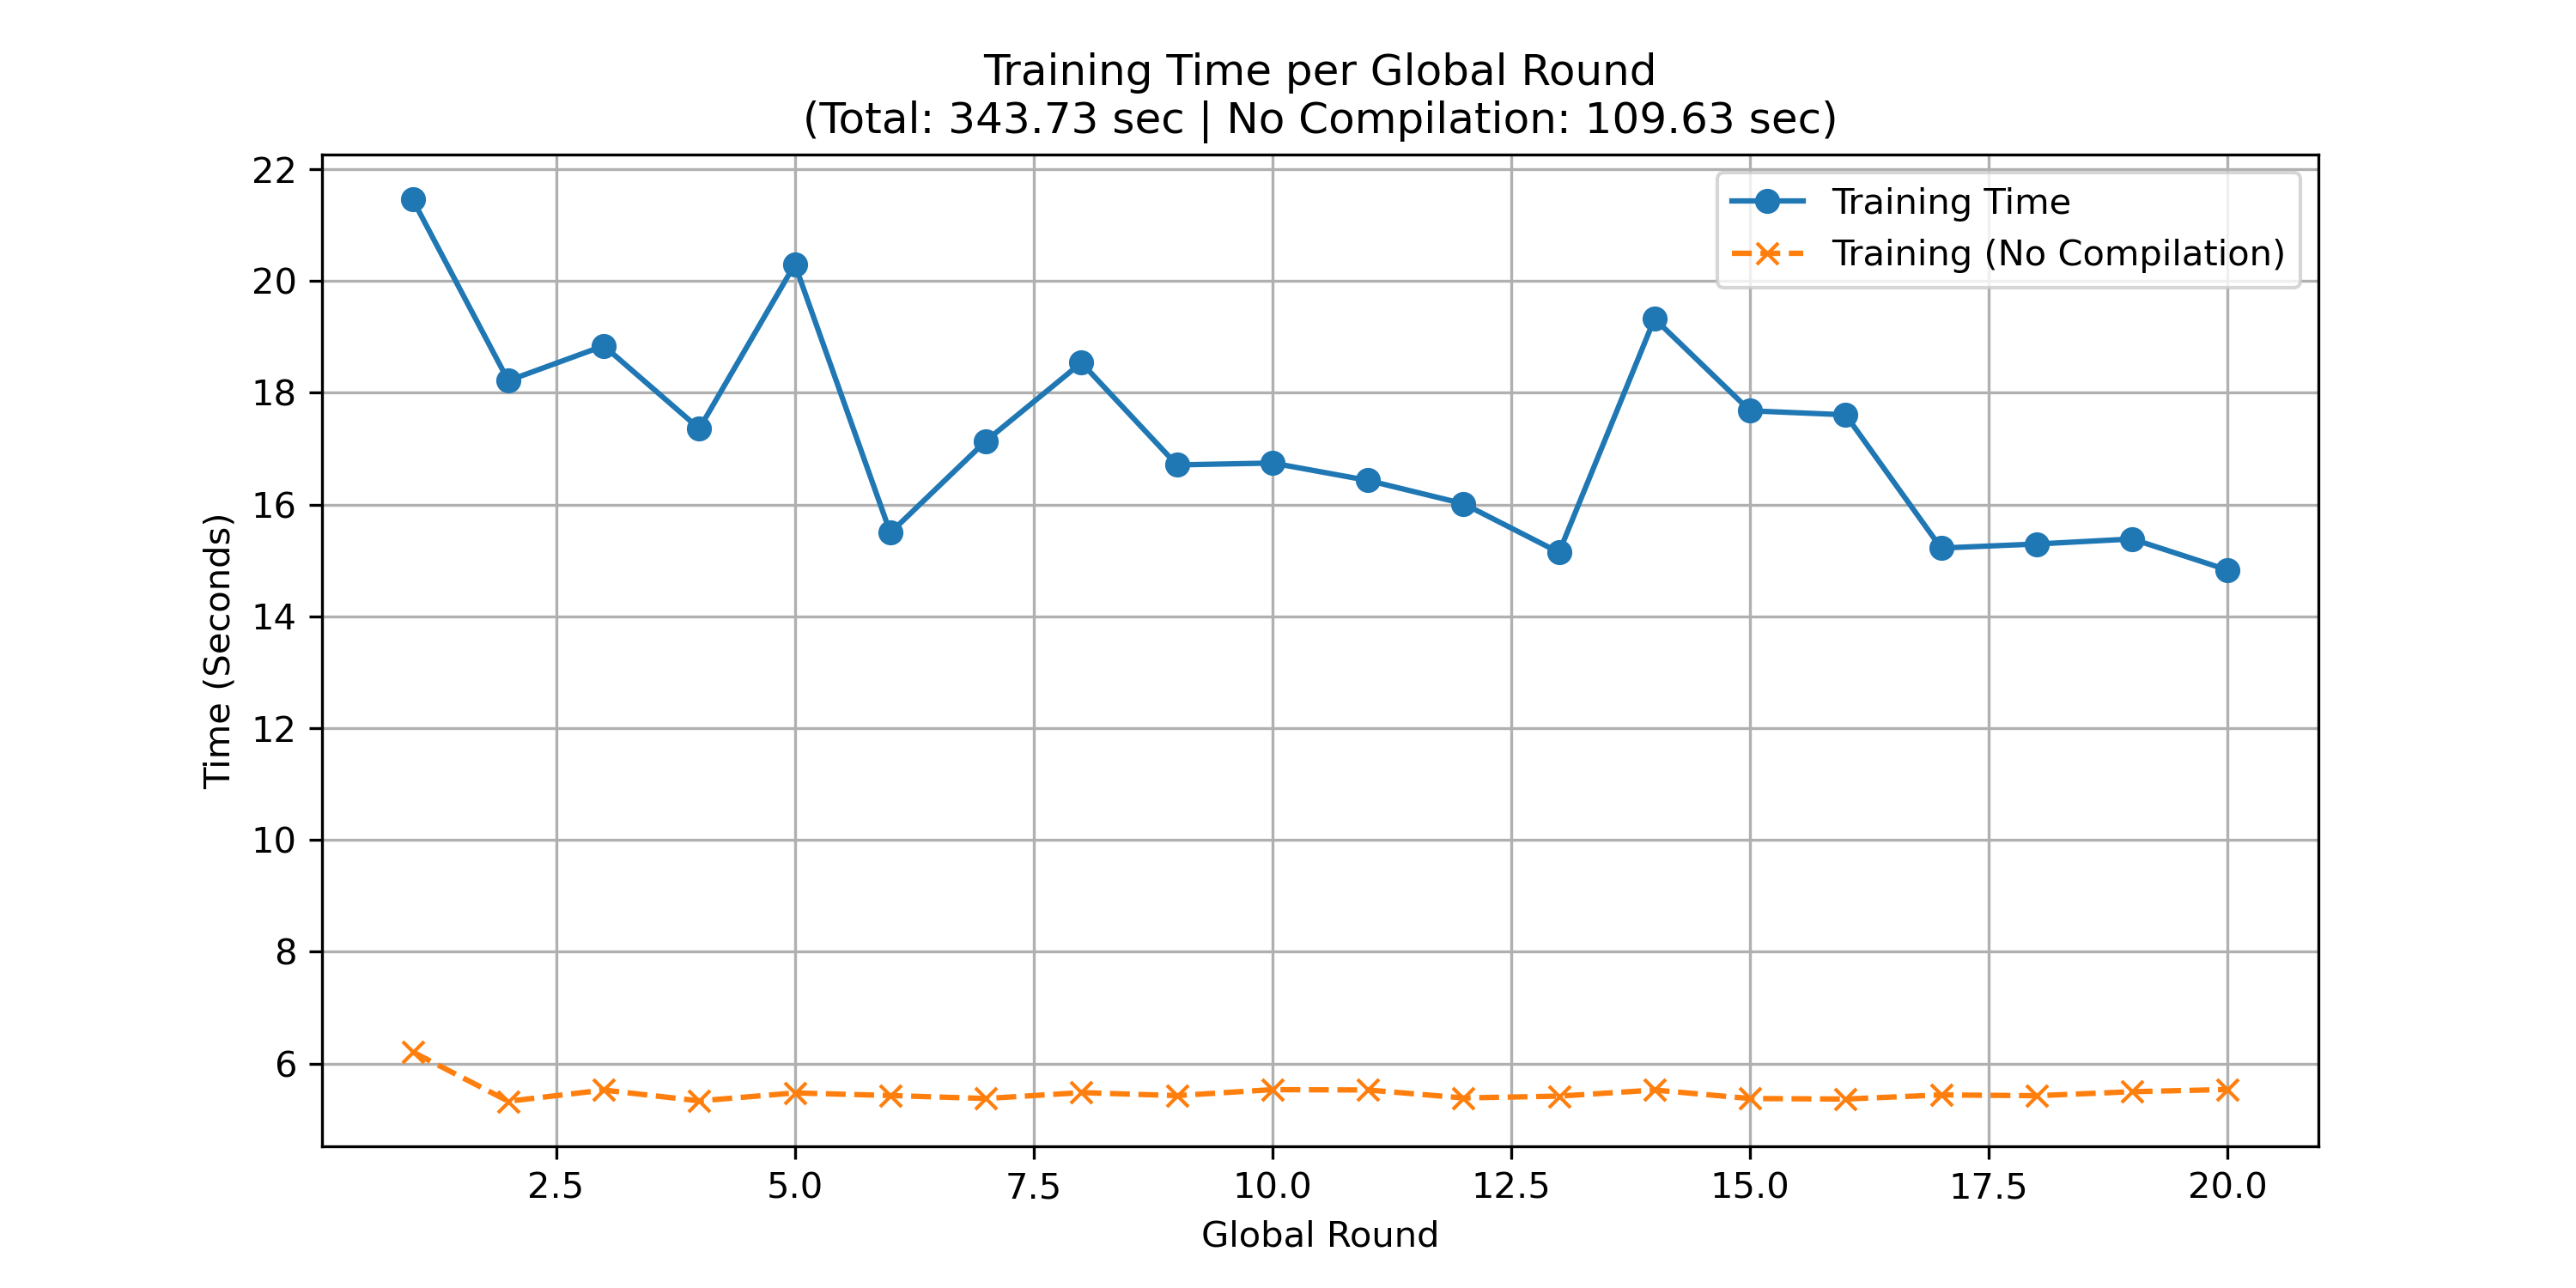 Training Time per Global Round
(Total: 343.73 sec | No Compilation: 109.63 sec)
Training Time
Training (No Compilation)
Time (Seconds)
22
20
18
16
14
12
10
8
6
2.5 5.0 7.5 10.0 12.5 15.0 17.5 20.0
Global Round